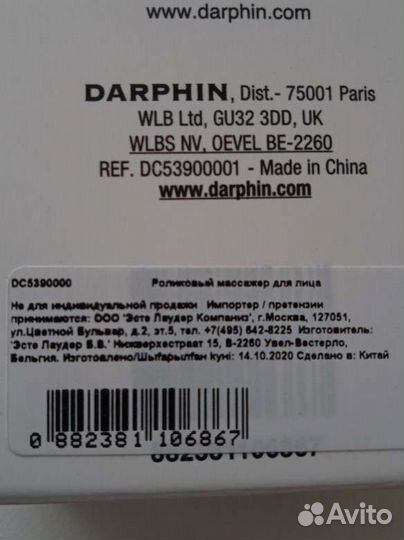 www.darphin.com
DARPHIN, Dist.- 75001 Paris
WLB Ltd, GU32 3DD, UK
WLBS NV, OEVEL BE-2260
REF. DC53900001 - Made in China
www.darphin.com
DC5390000 Роликовый массажер для лица
Не для индивидуальной продажи Импортер / претензии
принимаются: ООО 'Эсте Лаудер Компаниз', г.Москва, 127051,
ул.Цветной Бульвар, д.2, эт.5, тел. +7(495) 642-8225 Изготовитель:
'Эсте Лаудер Б.В.' Нихверхестраат 15, B-2260 Увел-Вестерло,
Бельгия. Изготовлено/Шығарылған күні: 14.10.2020 Сделано в: Китай
0 882381 106867
Avito